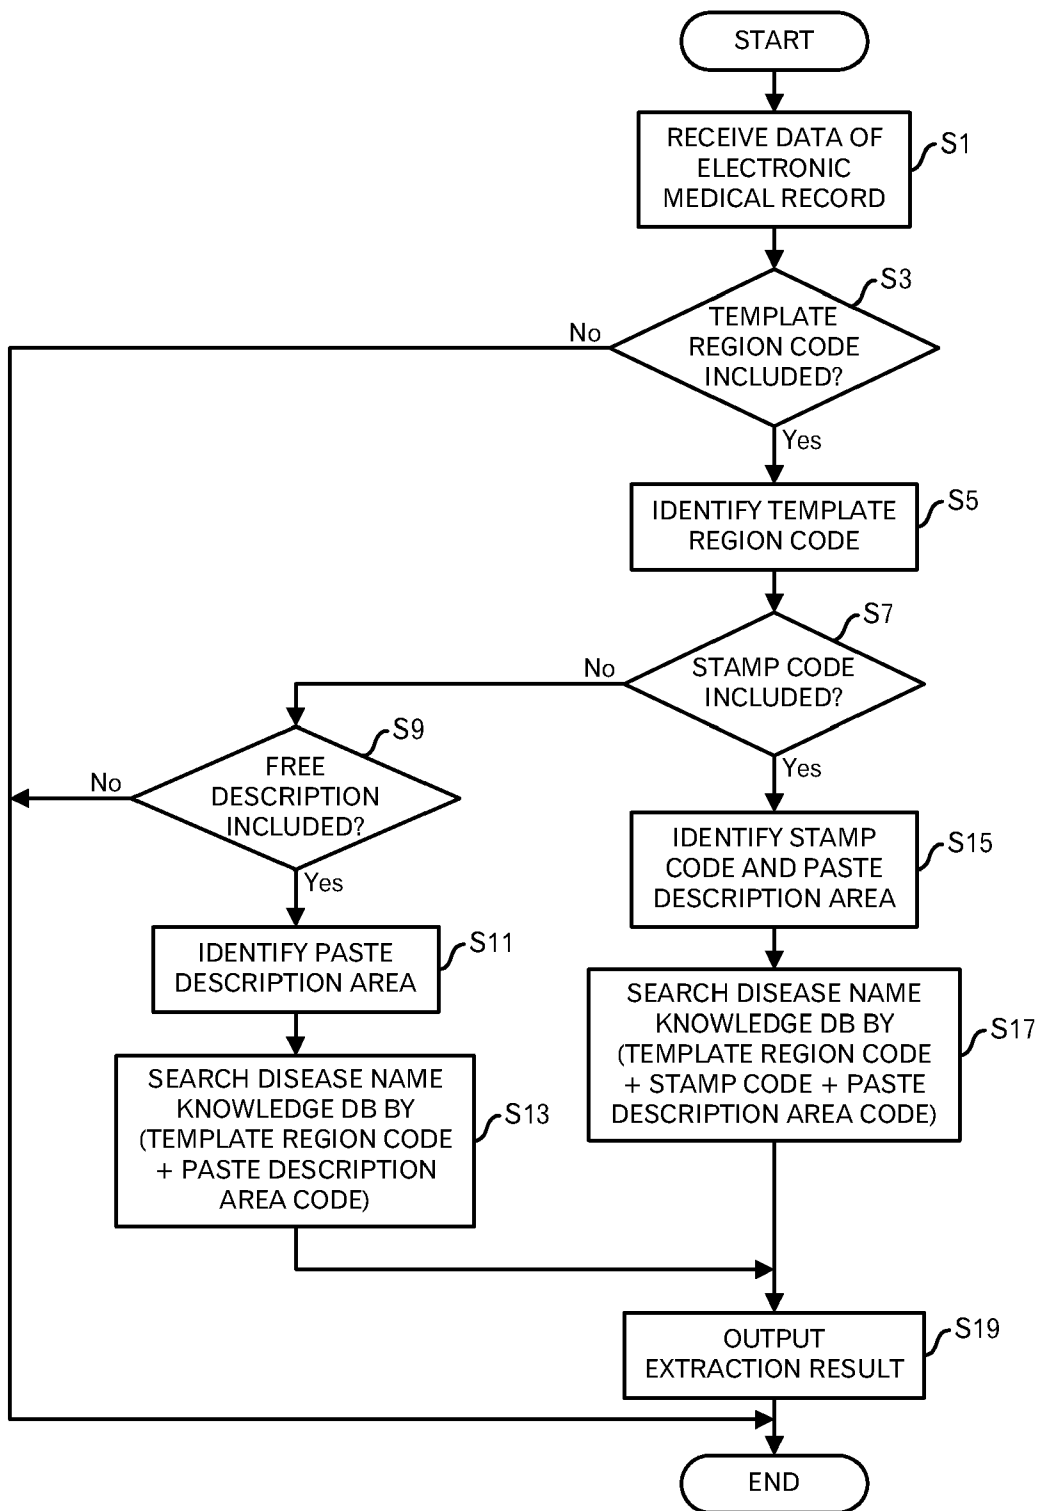 START
RECEIVE DATA OF
ELECTRONIC
MEDICAL RECORD
S1
S3
TEMPLATE
REGION CODE
INCLUDED?
No
Yes
IDENTIFY TEMPLATE
REGION CODE
S5
S7
STAMP CODE
INCLUDED?
No
Yes
S9
FREE
DESCRIPTION
INCLUDED?
No
Yes
IDENTIFY STAMP
CODE AND PASTE
DESCRIPTION AREA
S15
IDENTIFY PASTE
DESCRIPTION AREA
S11
SEARCH DISEASE NAME
KNOWLEDGE DB BY
(TEMPLATE REGION CODE
+ STAMP CODE + PASTE
DESCRIPTION AREA CODE)
S17
SEARCH DISEASE NAME
KNOWLEDGE DB BY
(TEMPLATE REGION CODE
+ PASTE DESCRIPTION
AREA CODE)
S13
OUTPUT
EXTRACTION RESULT
S19
END